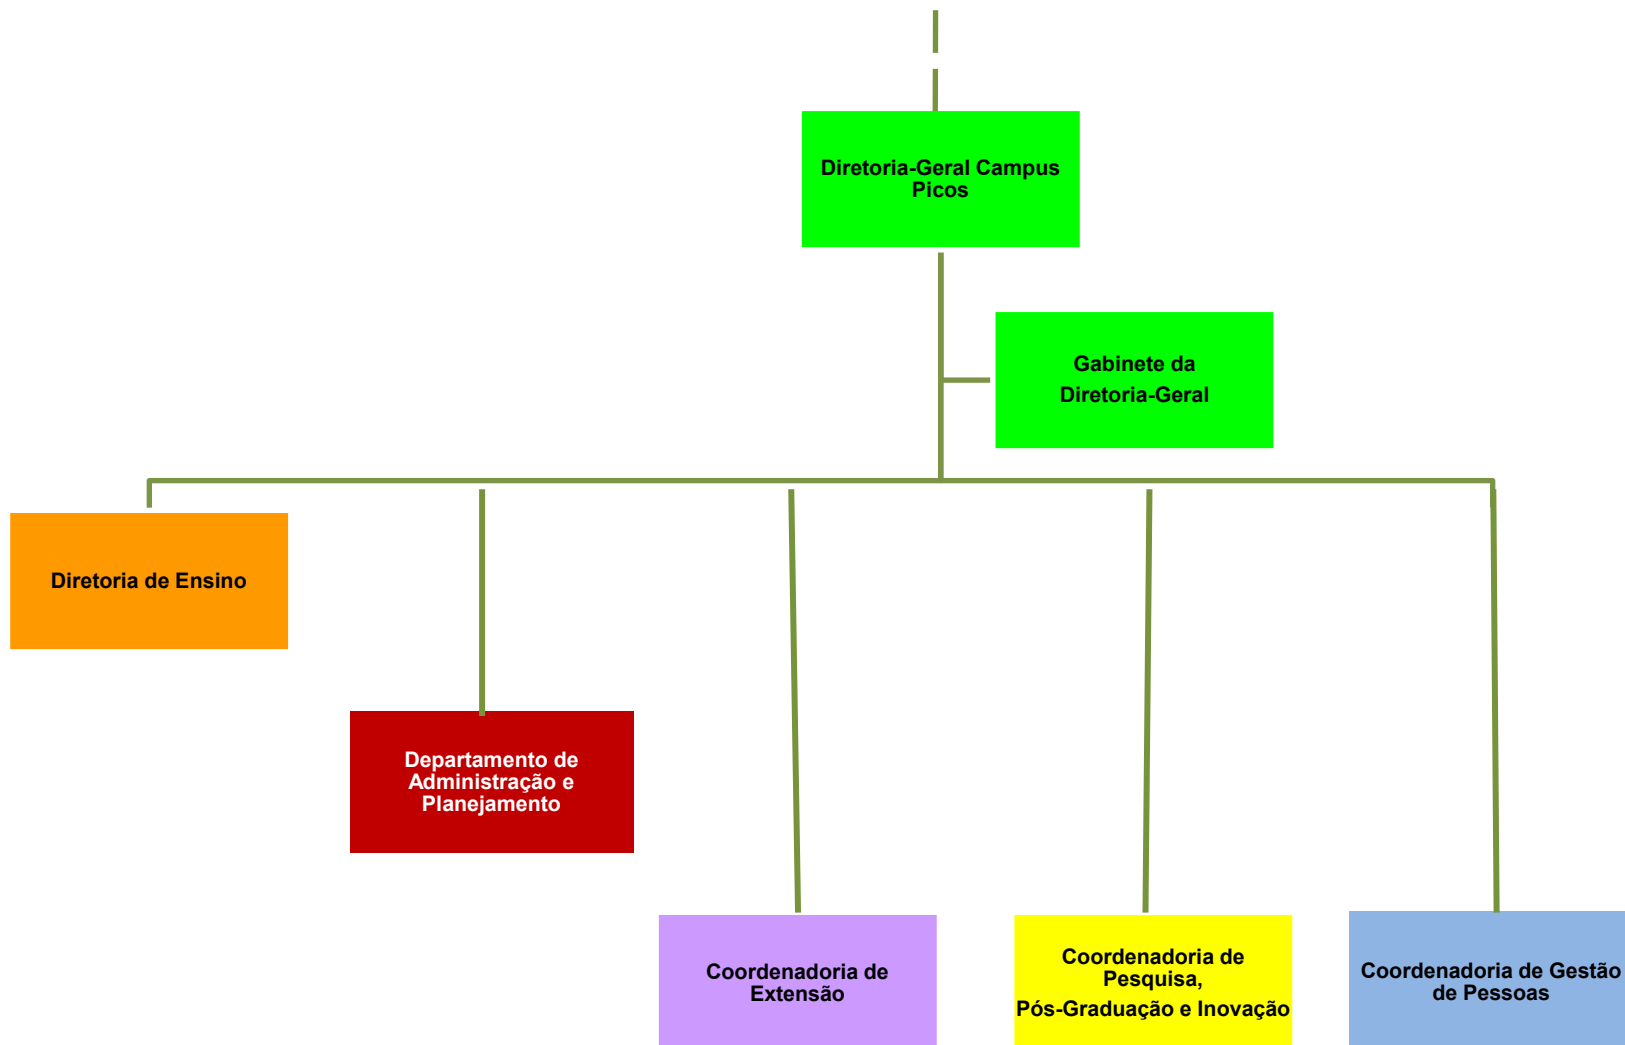 Diretoria-Geral Campus
Picos
Gabinete da
Diretoria-Geral
Diretoria de Ensino
Departamento de
Administração e
Planejamento
Coordenadoria de
Extensão
Coordenadoria de
Pesquisa,
Pós-Graduação e Inovação
Coordenadoria de Gestão
de Pessoas